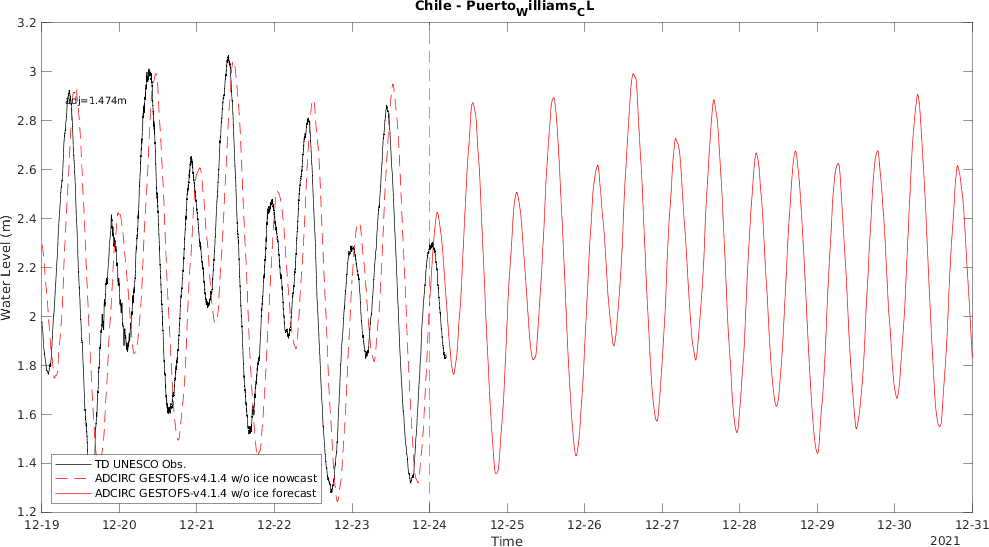 Chile - PuertoWilliamsCL
3.2
3
2.8
2.6
2.4
2.2
2
1.8
1.6
1.4
1.2
Water Level (m)
adj=1.474m
TD UNESCO Obs.
ADCIRC GESTOFS-v4.1.4 w/o ice nowcast
ADCIRC GESTOFS-v4.1.4 w/o ice forecast
12-19 12-20 12-21 12-22 12-23 12-24 12-25 12-26 12-27 12-28 12-29 12-30 12-31
Time
2021